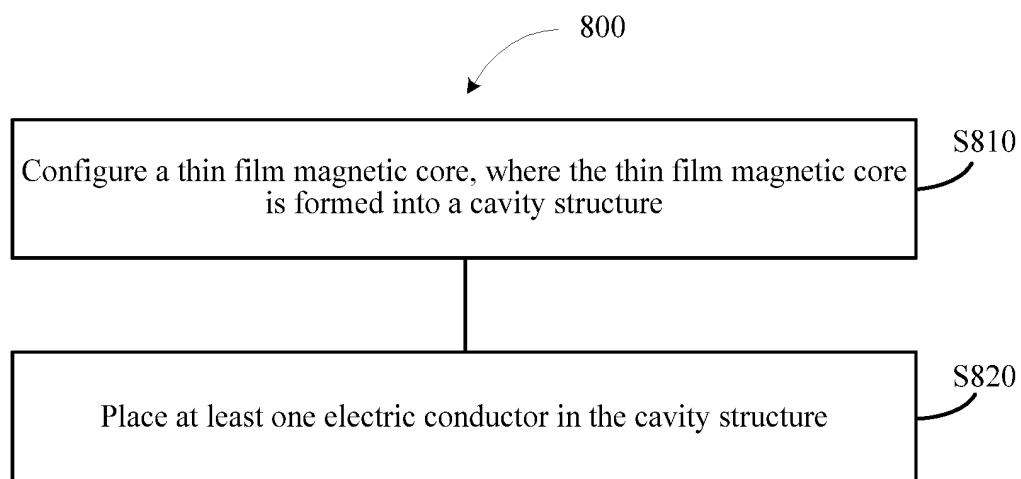 800
S810
Configure a thin film magnetic core, where the thin film magnetic core
is formed into a cavity structure
S820
Place at least one electric conductor in the cavity structure